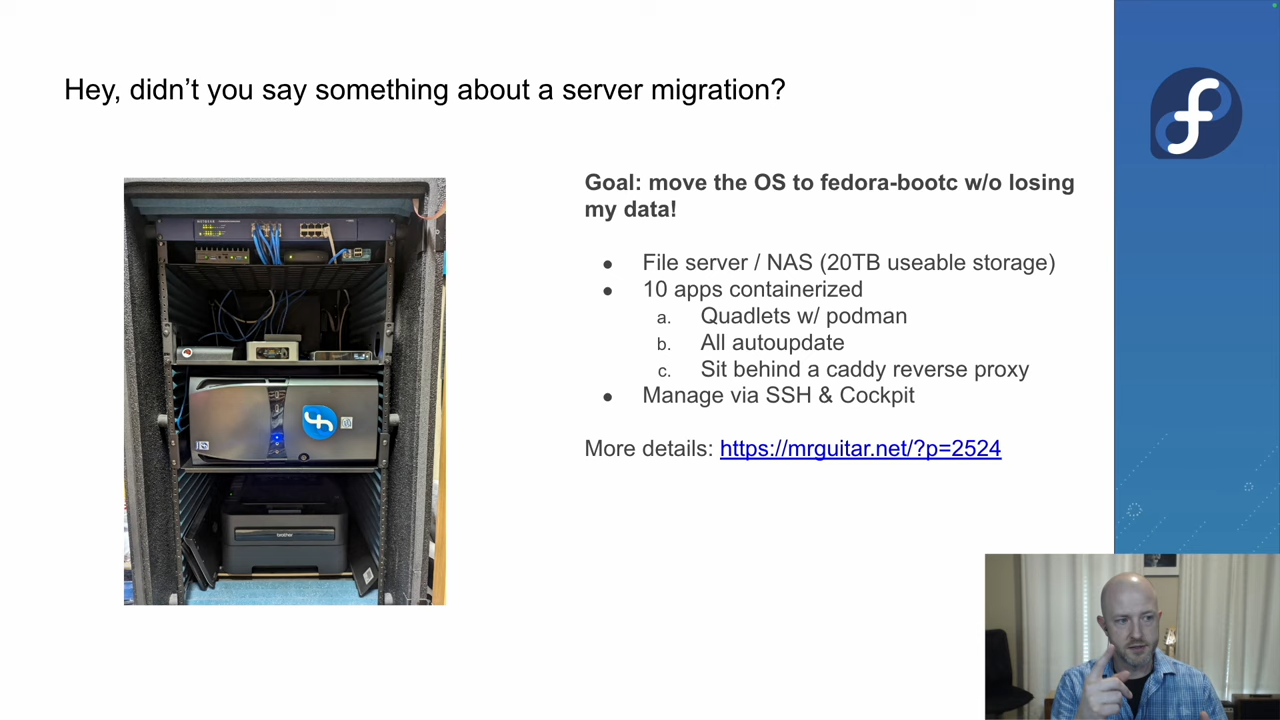 Hey, didn’t you say something about a server migration?
Goal: move the OS to fedora-bootc w/o losing
my data!
● File server / NAS (20TB useable storage)
● 10 apps containerized
a. Quadlets w/ podman
b. All autoupdate
c. Sit behind a caddy reverse proxy
● Manage via SSH & Cockpit
More details: https://mrguitar.net/?p=2524
NETGEAR
brother